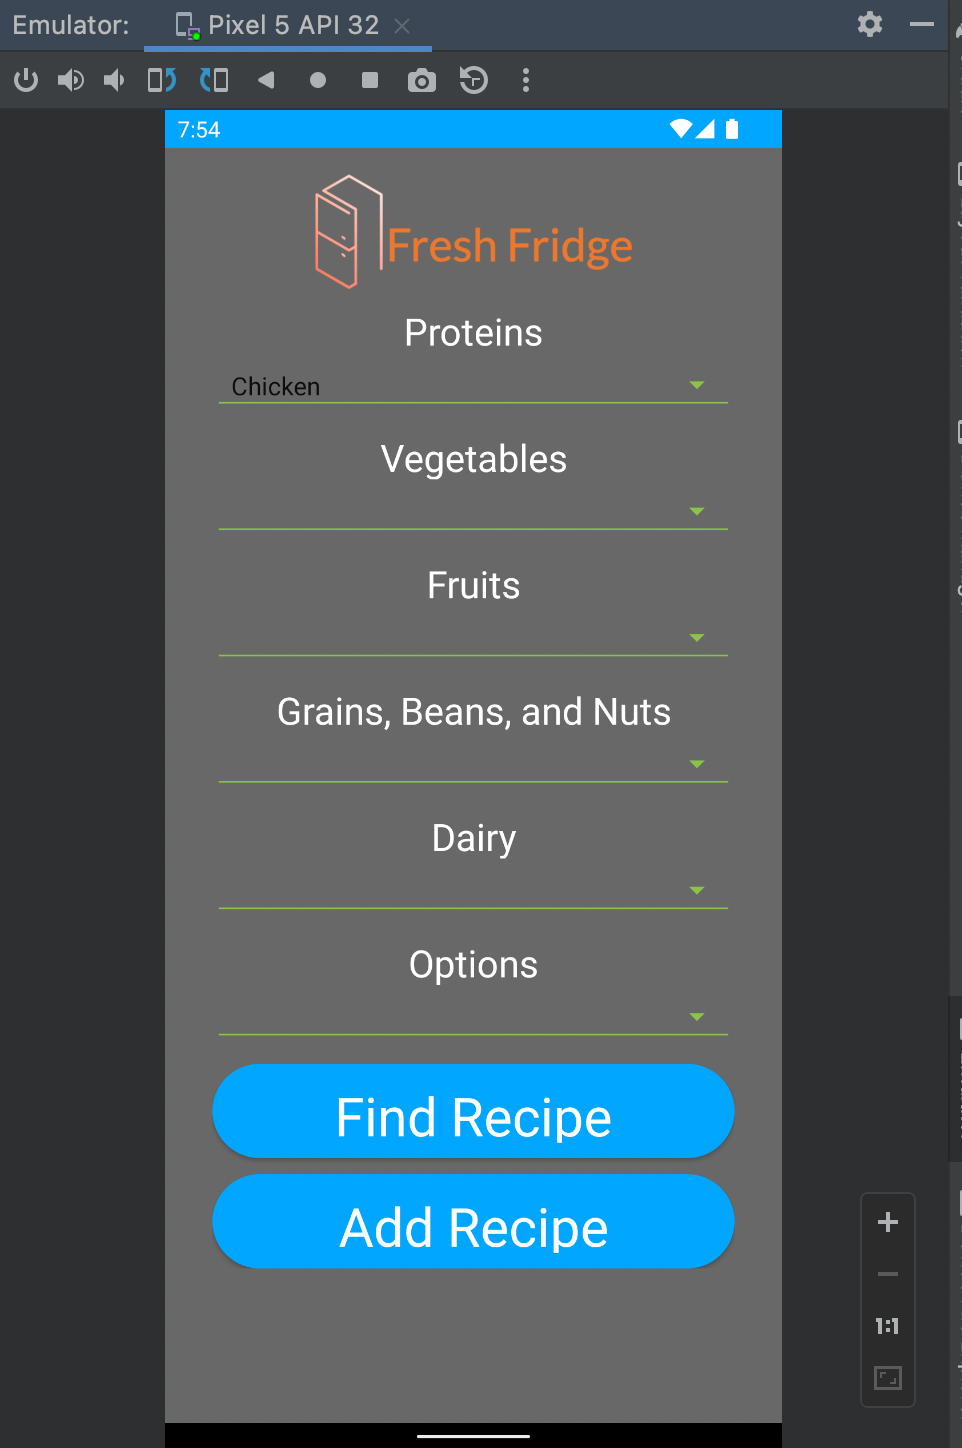 Emulator: Pixel 5 API 32
7:54
Fresh Fridge
Proteins
Chicken
Vegetables
Fruits
Grains, Beans, and Nuts
Dairy
Options
Find Recipe
Add Recipe
1:1